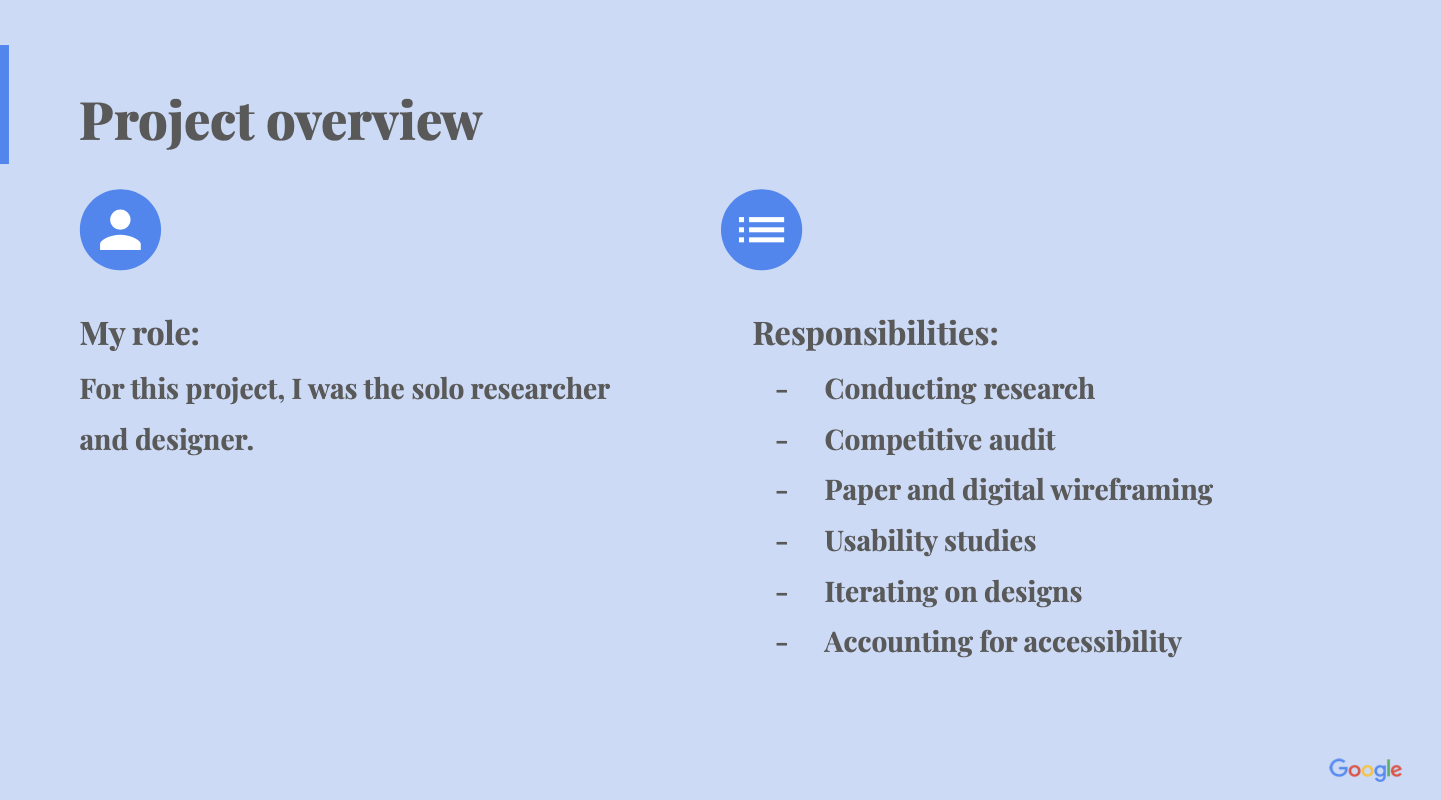 Project overview
My role:
For this project, I was the solo researcher
and designer.
Responsibilities:
- Conducting research
- Competitive audit
- Paper and digital wireframing
- Usability studies
- Iterating on designs
- Accounting for accessibility
Google